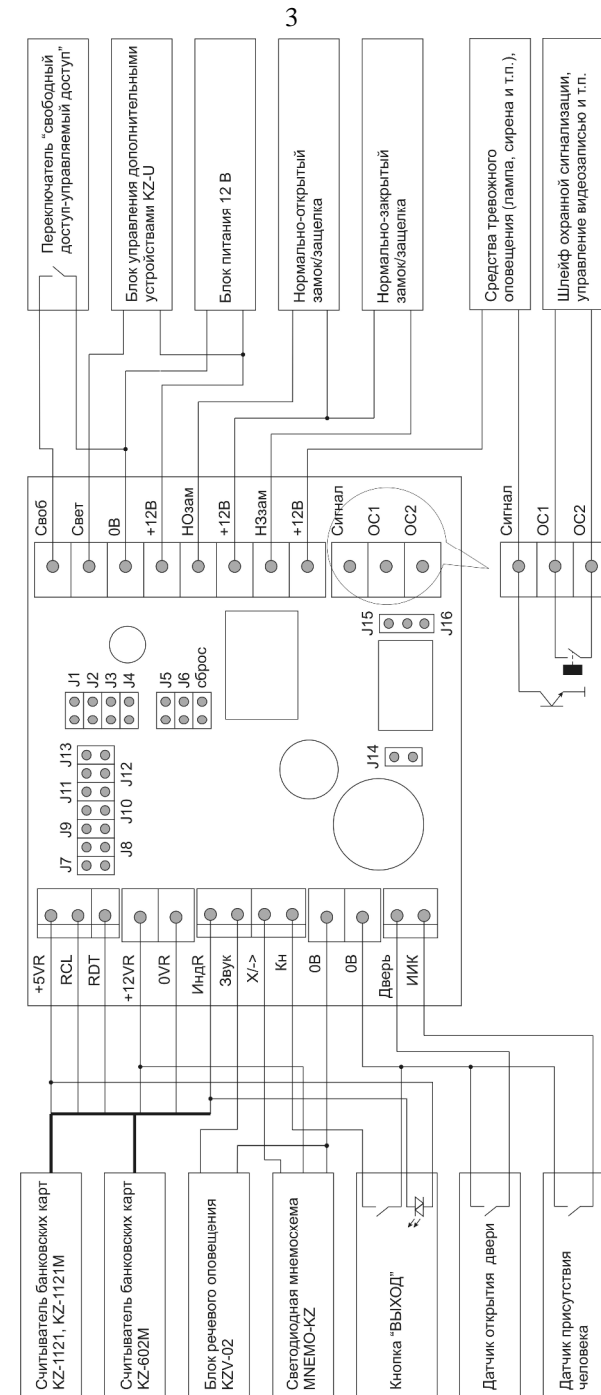 3
Переключатель "свободный
доступ-управляемый доступ"
Блок управления дополнительными
устройствами KZ-U
Блок питания 12 В
Нормально-открытый
замок/защелка
Нормально-закрытый
замок/защелка
Средства тревожного
оповещения (лампа, сирена и т.п.),
Шлейф охранной сигнализации,
управление видеозаписью и т.п.
Своб
Свет
0В
+12В
НОзам
+12В
НЗзам
+12В
Сигнал
ОС1
ОС2
Сигнал
ОС1
ОС2
J1
J2
J3
J4
J5
J6
сброс
J15
J16
J13
J11
J9
J7
J12
J10
J8
J14
+5VR
RCL
RDT
+12VR
0VR
ИндR
Звук
X/->
Кн
0В
0В
Дверь
ИИК
Считыватель банковских карт
KZ-1121, KZ-1121M
Считыватель банковских карт
KZ-602M
Блок речевого оповещения
KZV-02
Светодиодная мнемосхема
MNEMO-KZ
Кнопка "ВЫХОД"
Датчик открытия двери
Датчик присутствия
человека